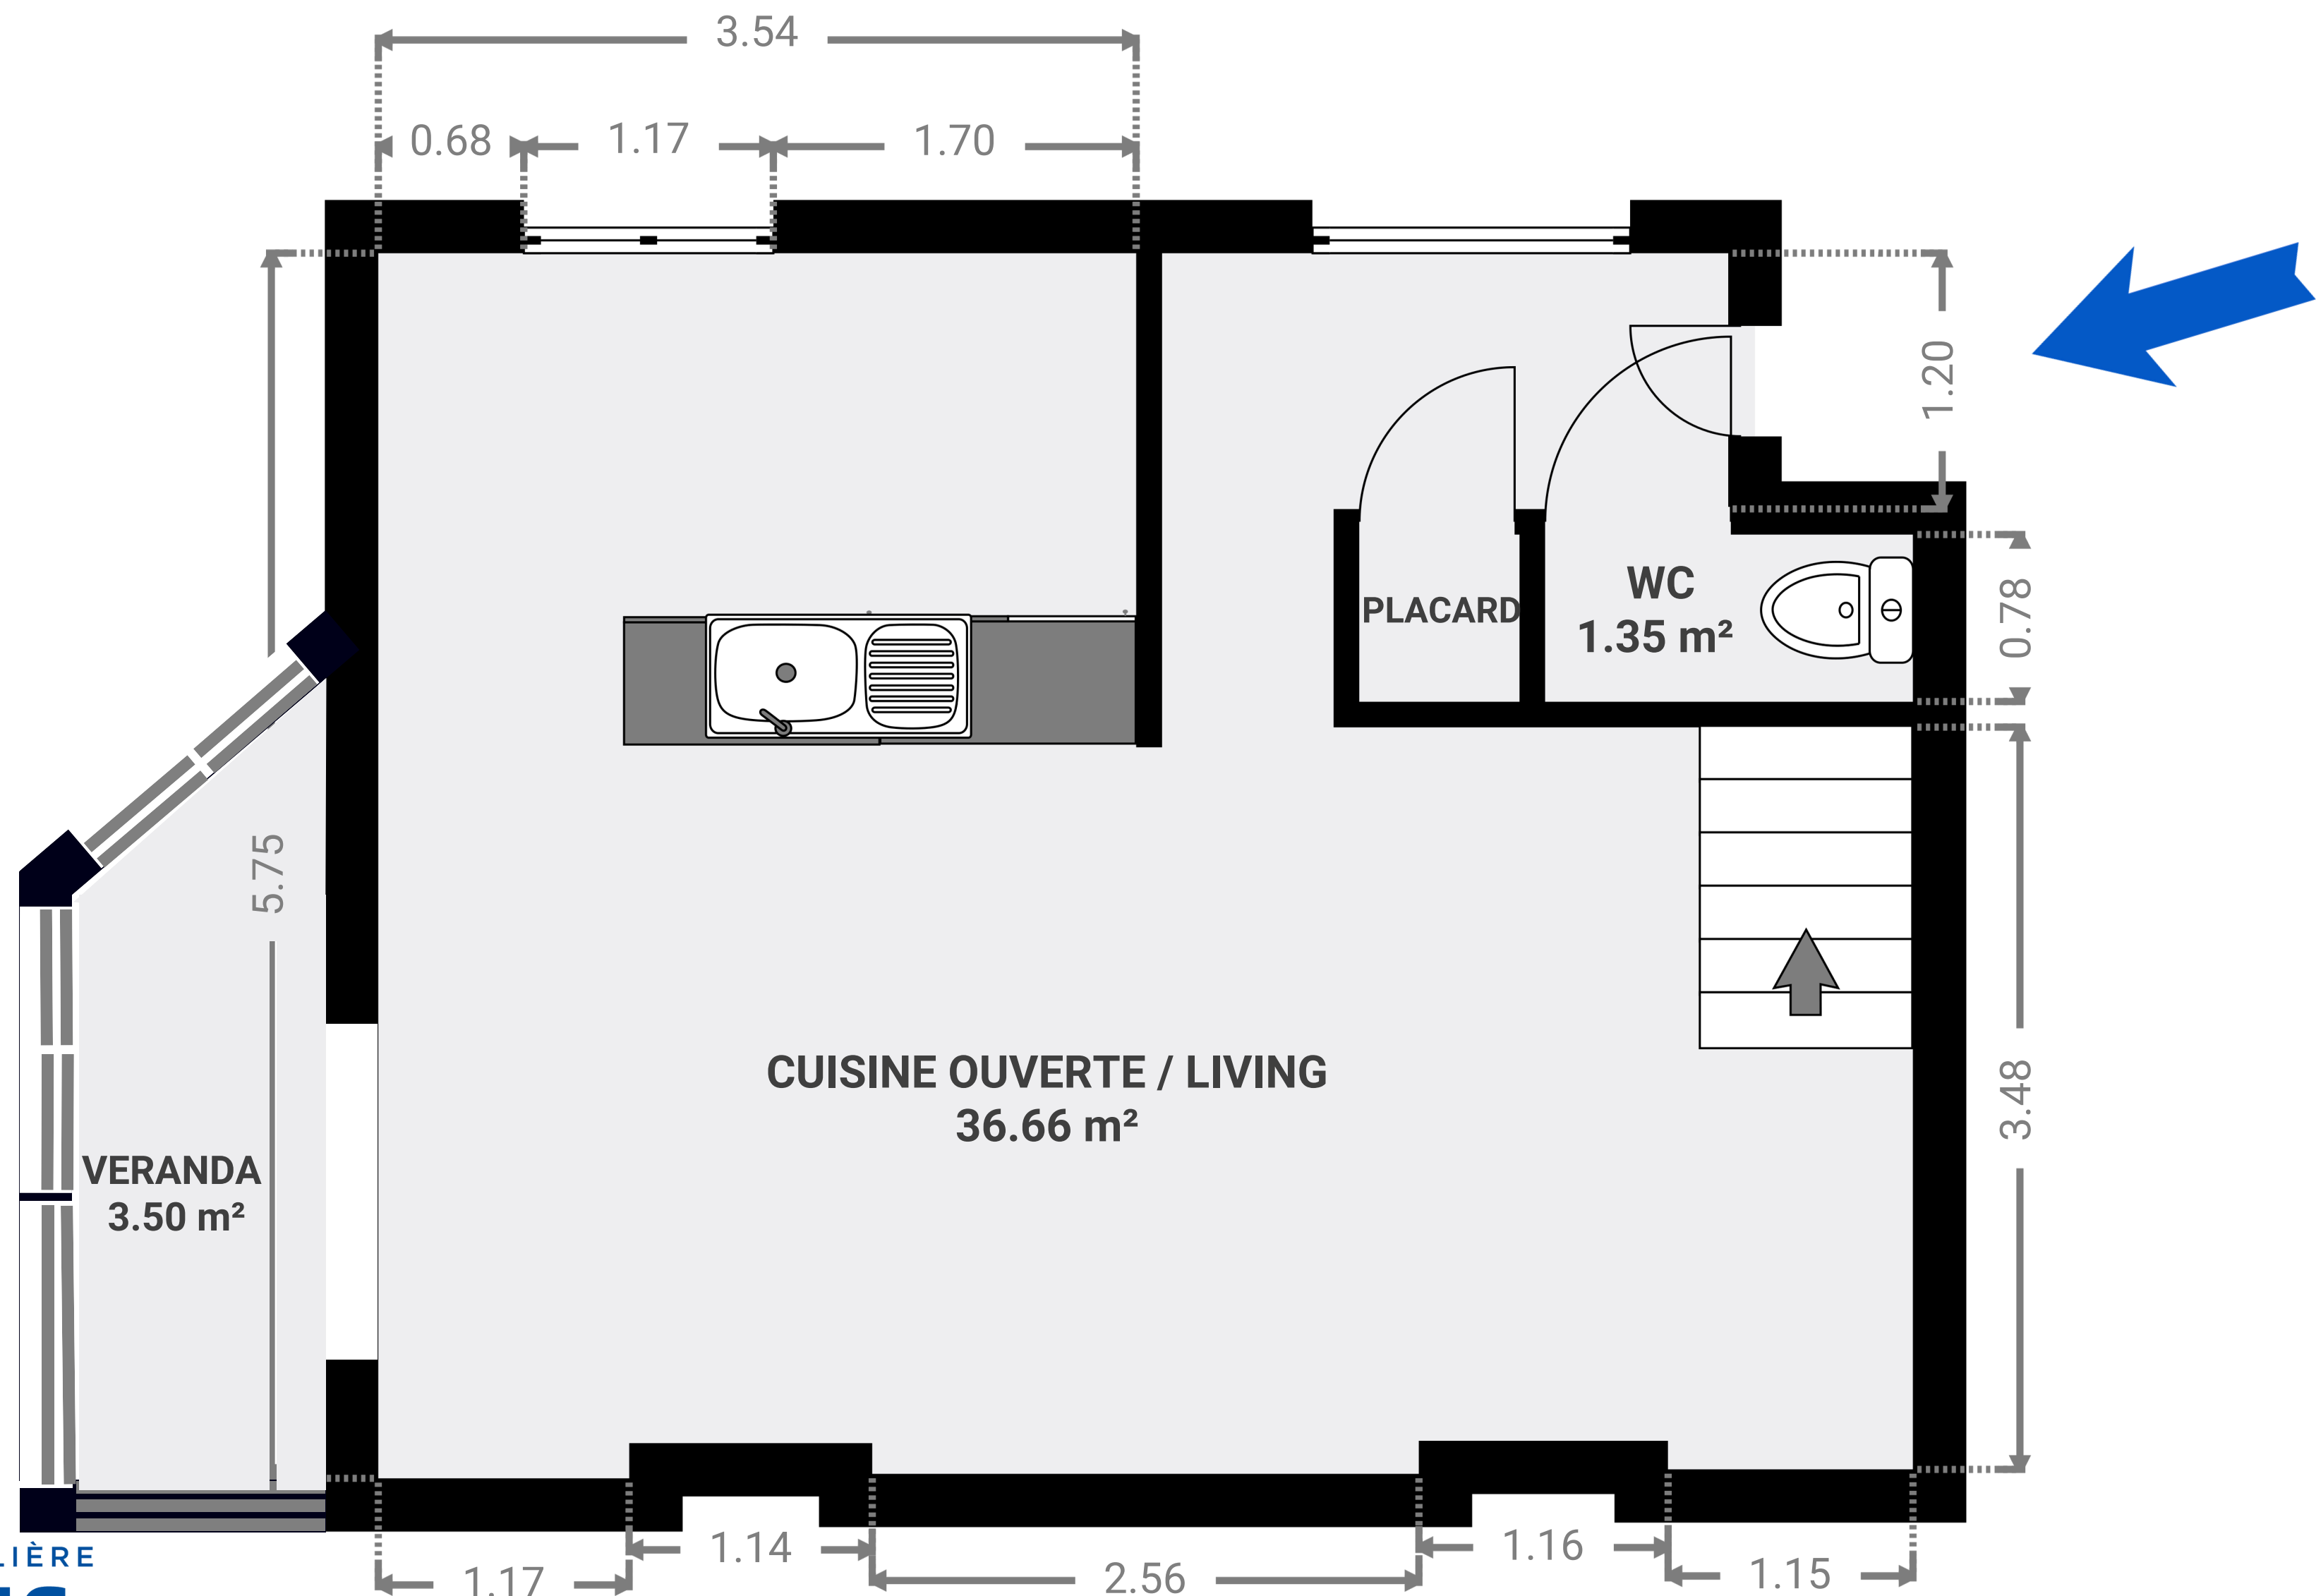 3.54
0.68
1.17
1.70
1.20
WC
1.35 m²
PLACARD
0.78
5.75
CUISINE OUVERTE / LIVING
36.66 m²
3.48
VERANDA
3.50 m²
1.17
1.14
2.56
1.16
1.15
LIÈRE